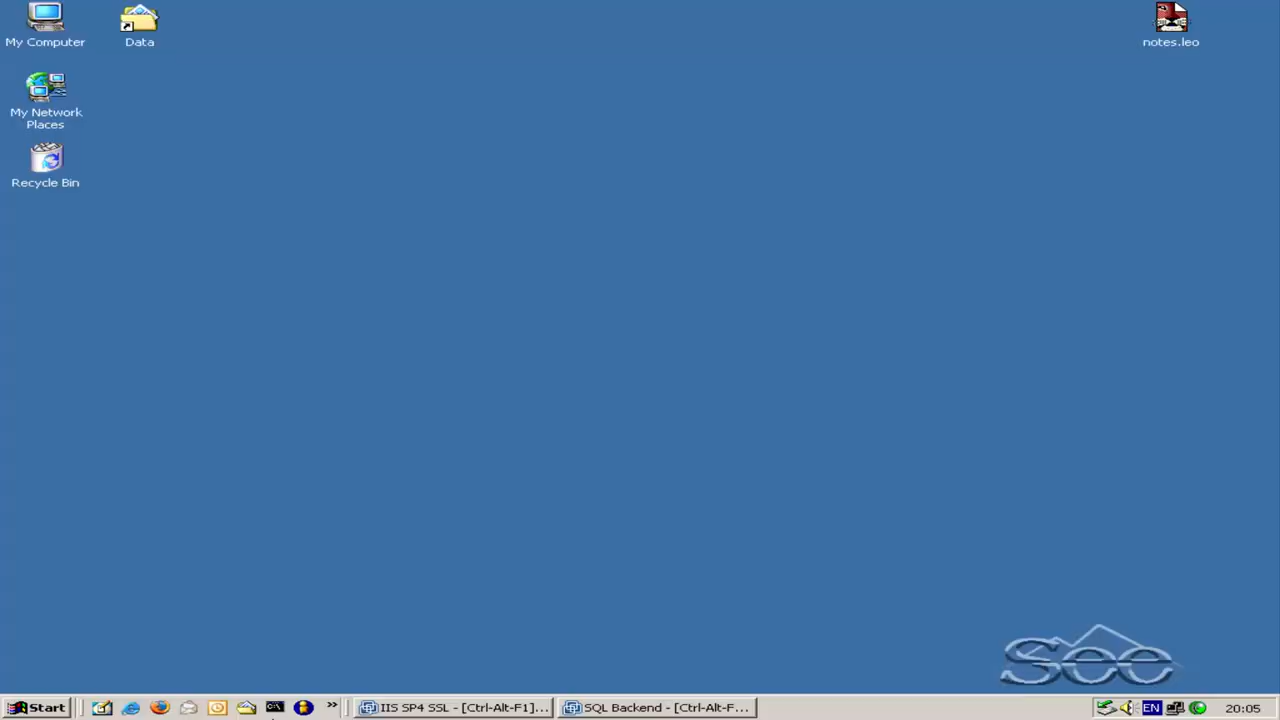 My Computer
Data
notes.leo
My Network
Places
Recycle Bin
See
Start
IIS SP4 SSL - [Ctrl-Alt-F1]...
SQL Backend - [Ctrl-Alt-F...
EN
20:05